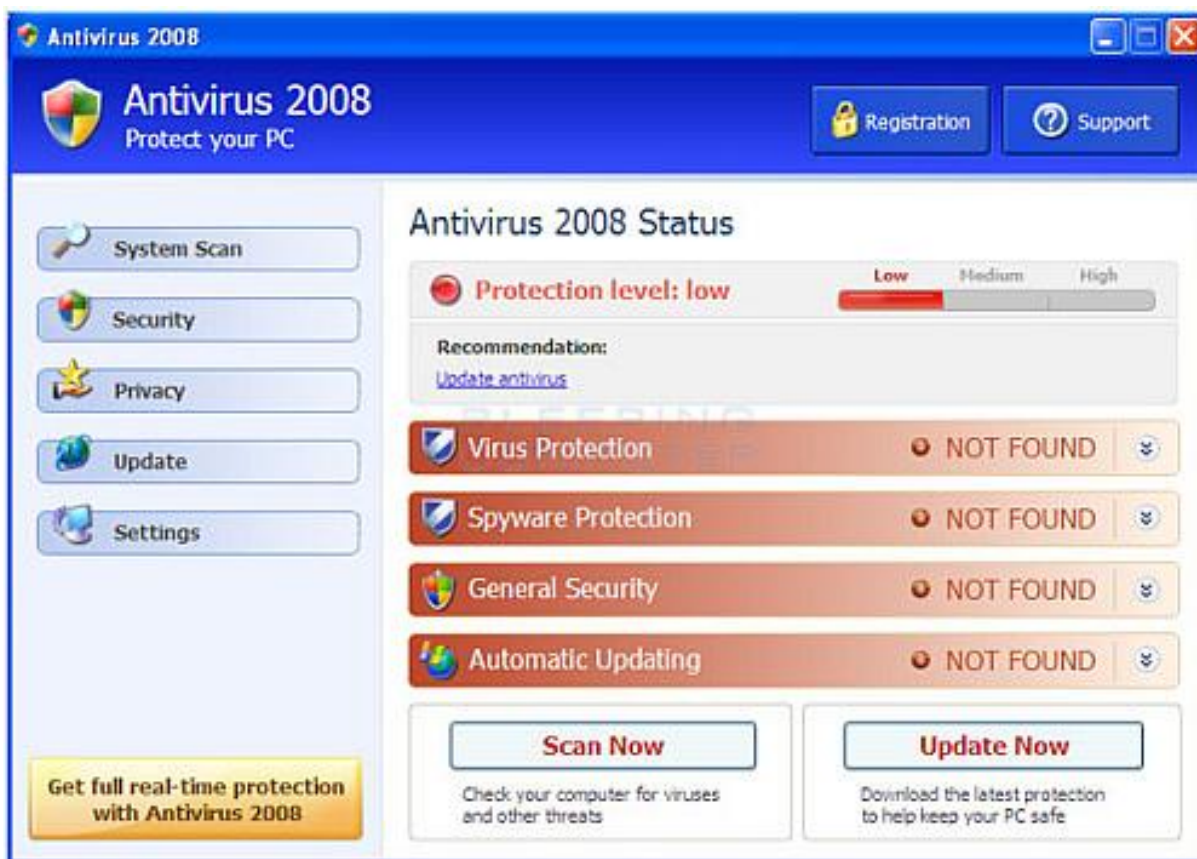 Antivirus 2008
Antivirus 2008
Protect your PC
Registration
Support
System Scan
Security
Privacy
Update
Settings
Get full real-time protection
with Antivirus 2008
Antivirus 2008 Status
Protection level: low
Low Medium High
Recommendation:
Update antivirus
BLEEPING
Virus Protection NOT FOUND
Spyware Protection NOT FOUND
General Security NOT FOUND
Automatic Updating NOT FOUND
Scan Now
Check your computer for viruses
and other threats
Update Now
Download the latest protection
to help keep your PC safe